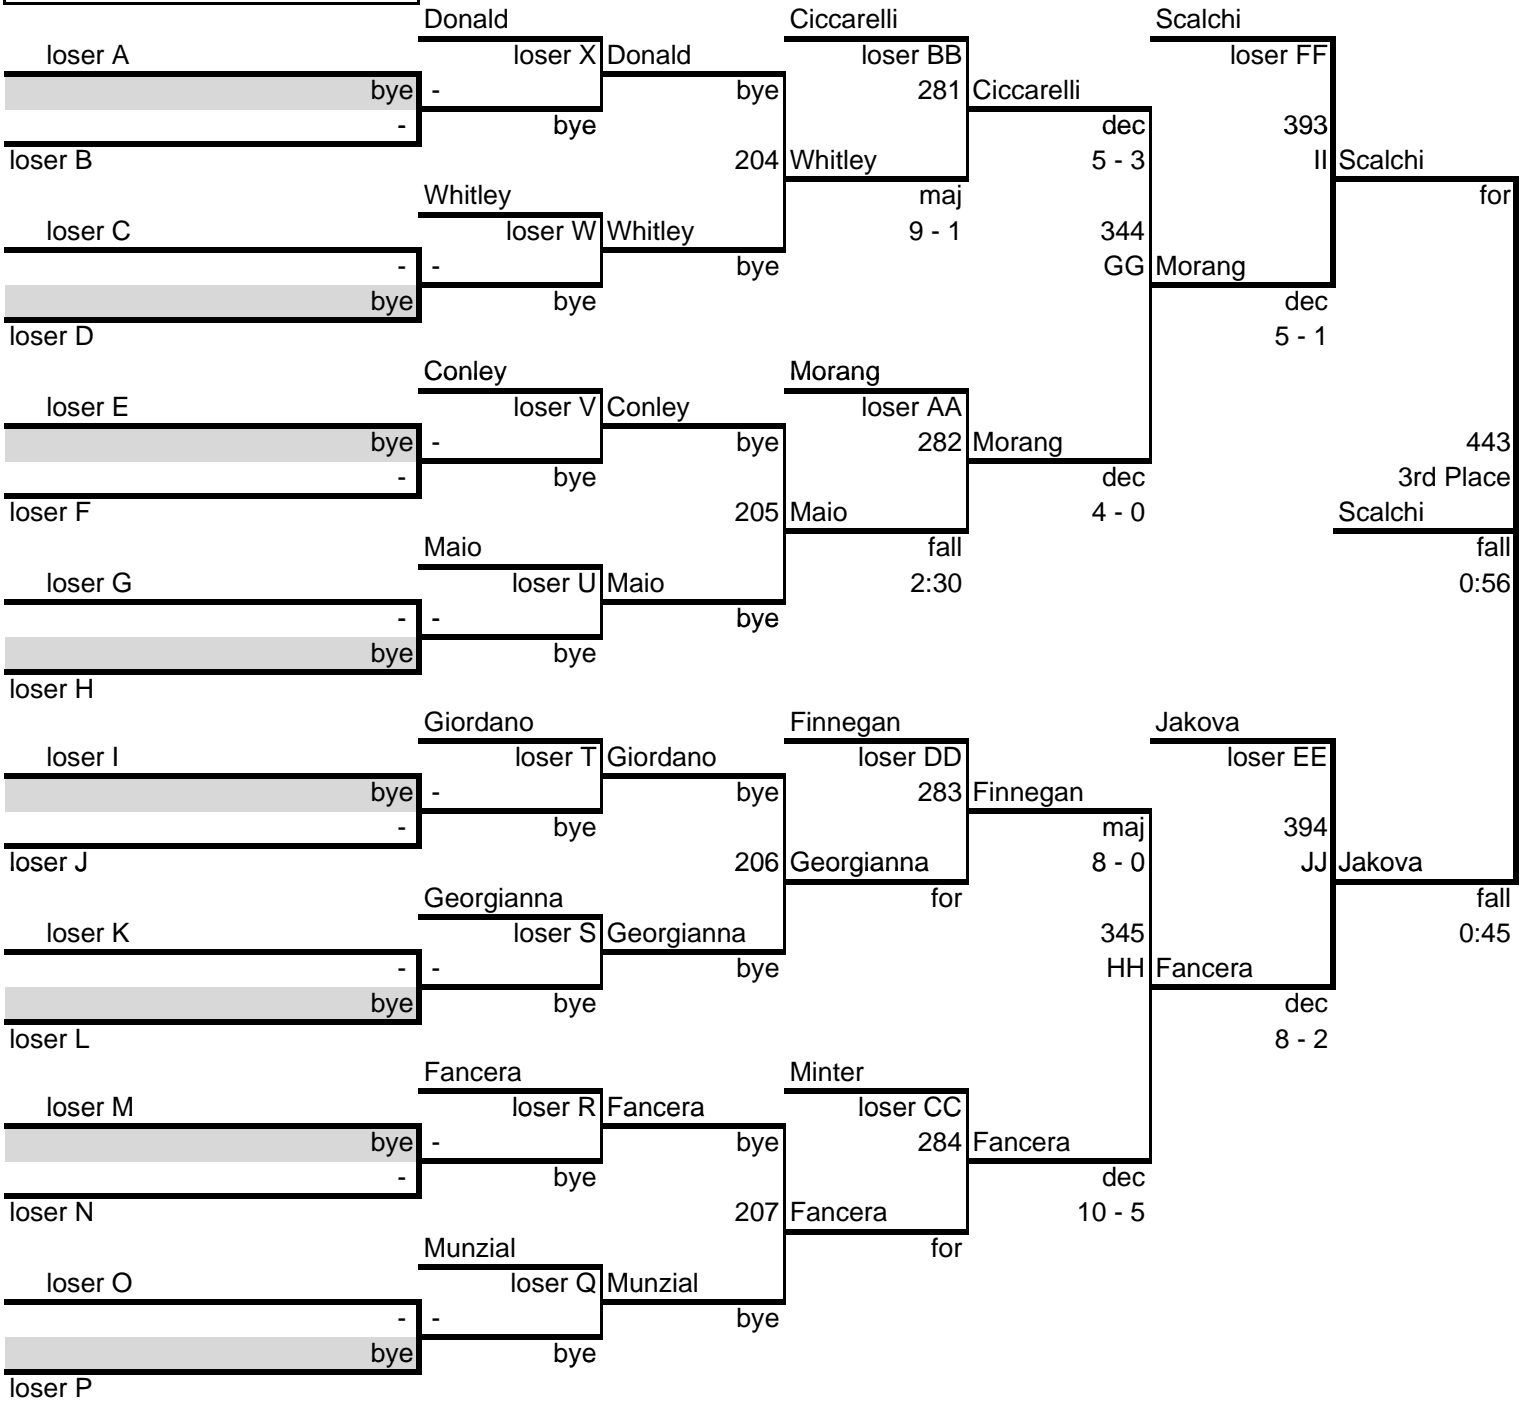 Donald Ciccarelli Scalchi
loser A loser X Donald loser BB loser FF
bye - bye 281 Ciccarelli
- bye dec 393
loser B 204 Whitley 5 - 3 II Scalchi
Whitley maj for
loser C loser W Whitley 9 - 1 344
- - bye GG Morang
bye bye dec
loser D 5 - 1
Conley Morang
loser E loser V Conley loser AA
bye - bye 282 Morang 443
- bye dec 3rd Place
loser F 205 Maio 4 - 0 Scalchi
Maio fall fall
loser G loser U Maio 2:30 0:56
- - bye
bye bye
loser H
Giordano Finnegan Jakova
loser I loser T Giordano loser DD loser EE
bye - bye 283 Finnegan
- bye maj 394
loser J 206 Georgianna 8 - 0 JJ Jakova
Georgianna for fall
loser K loser S Georgianna 345 0:45
- - bye HH Fancera
bye bye dec
loser L 8 - 2
Fancera Minter
loser M loser R Fancera loser CC
bye - bye 284 Fancera
- bye dec
loser N 207 Fancera 10 - 5
Munzial for
loser O loser Q Munzial
- - bye
bye bye
loser P